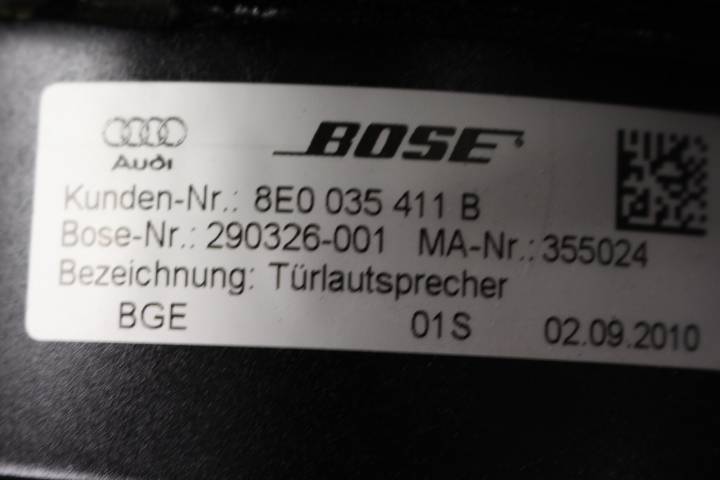 Audi BOSE
Kunden-Nr.: 8E0 035 411 B
Bose-Nr.: 290326-001 MA-Nr.: 355024
Bezeichnung: Türlautsprecher
BGE 01S 02.09.2010